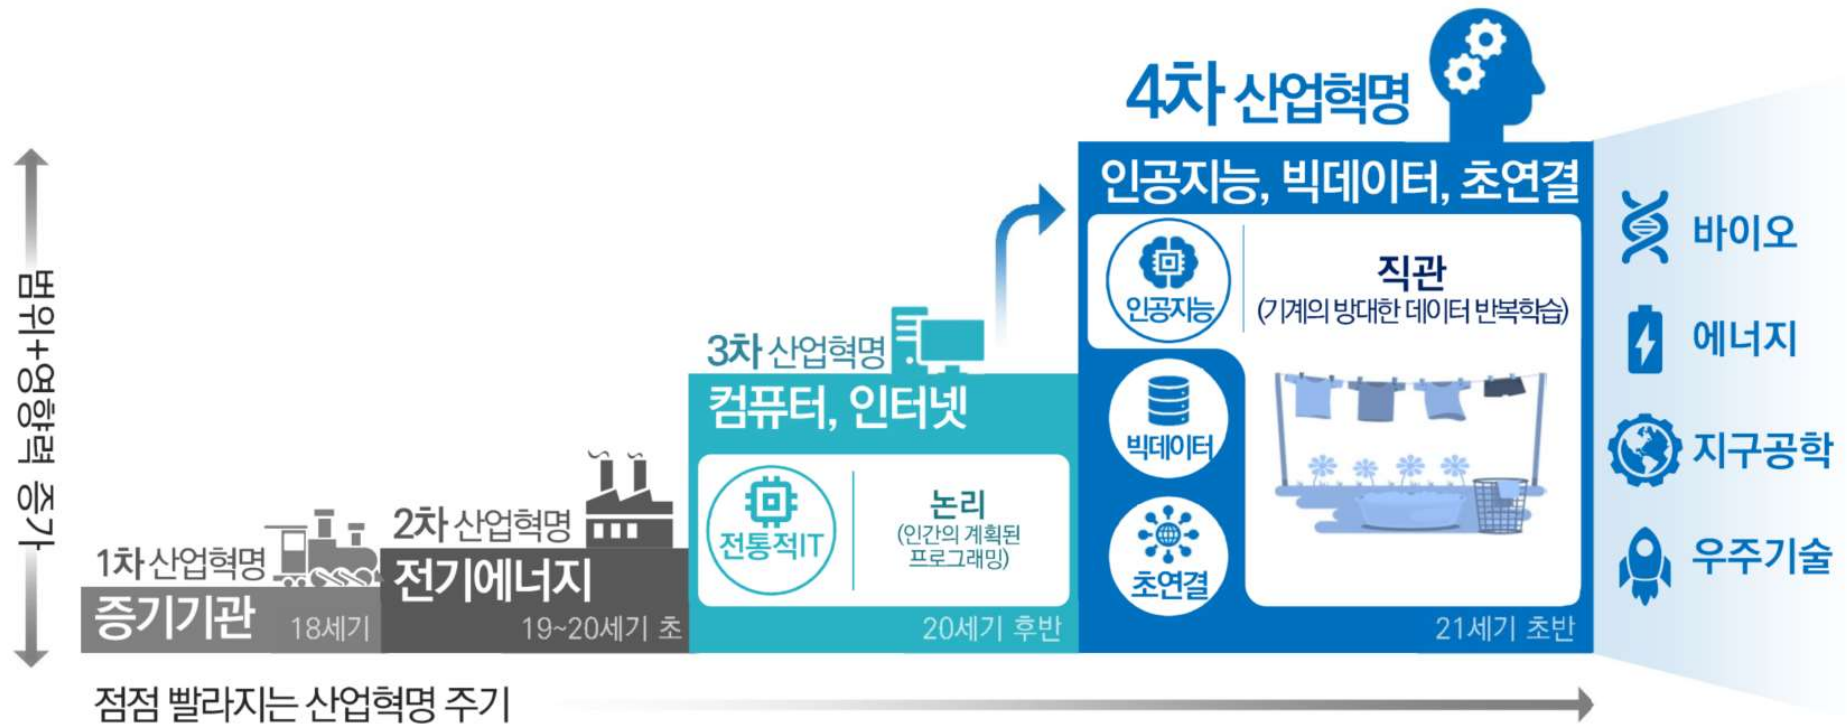 4차 산업혁명
인공지능, 빅데이터, 초연결
인공지능
직관
(기계의 방대한 데이터 반복학습)
빅데이터
초연결
21세기 초반
바이오
에너지
지구공학
우주기술
3차 산업혁명
컴퓨터, 인터넷
전통적IT
논리
(인간의 계획된
프로그래밍)
20세기 후반
2차 산업혁명
전기에너지
19~20세기 초
1차 산업혁명
증기기관
18세기
범위+영향력 증가
점점 빨라지는 산업혁명 주기